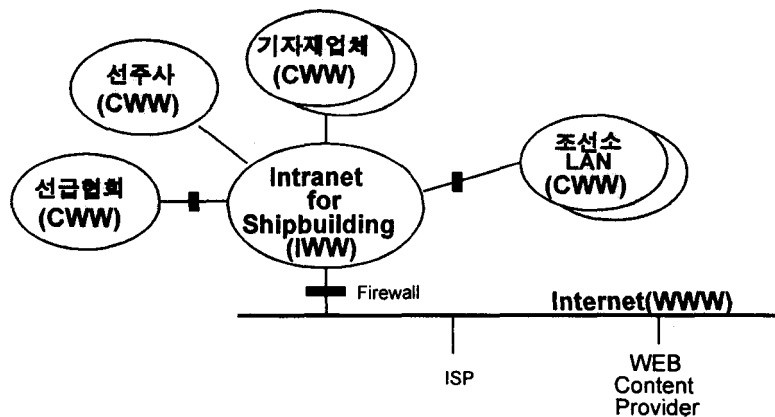 기자재업체
(CWW)
선주사
(CWW)
조선소
LAN
(CWW)
선급협회
(CWW)
Intranet
for
Shipbuilding
(IWW)
Firewall
Internet(WWW)
ISP
WEB
Content
Provider